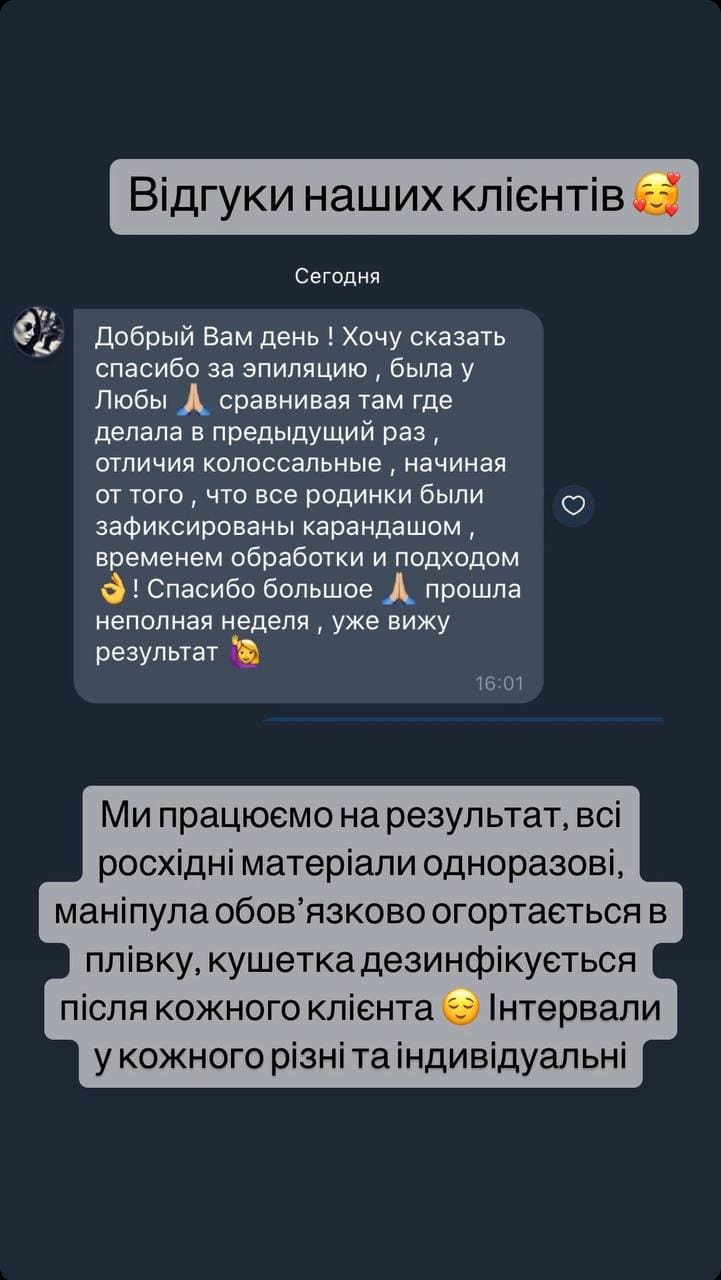 Відгуки наших клієнтів🥰
Сегодня
Добрый Вам день ! Хочу сказать
спасибо за эпиляцию , была у
Любы 🙏🏼 сравнивая там где
делала в предыдущий раз ,
отличия колоссальные , начиная
от того , что все родинки были
зафиксированы карандашом ,
временем обработки и подходом
👌! Спасибо большое 🙏🏼 прошла
неполная неделя , уже вижу
результат 🙋‍♀️
16:01
Ми працюємо на результат, всі
росхідні матеріали одноразові,
маніпула обов’язково огортається в
плівку, кушетка дезинфікується
після кожного клієнта 😌 Інтервали
у кожного різні та індивідуальні